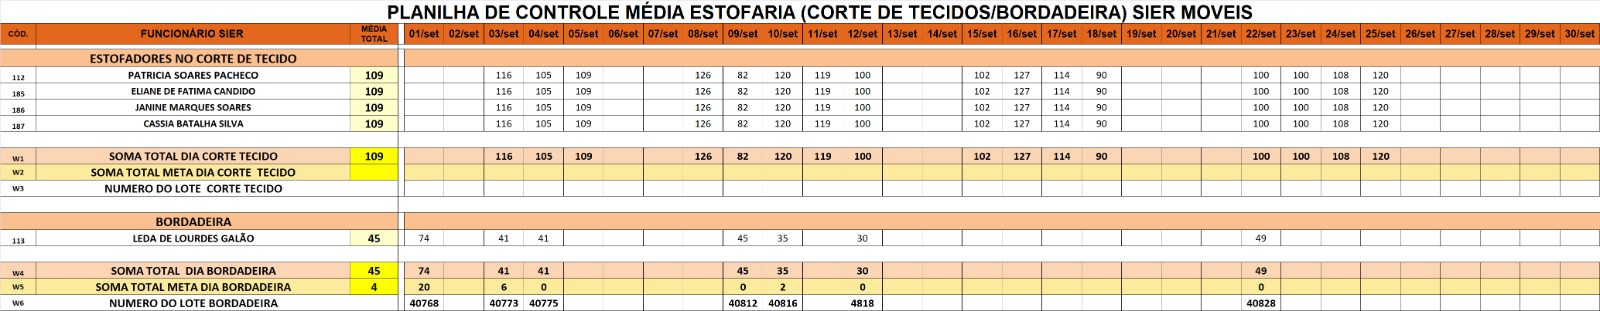 PLANILHA DE CONTROLE MÉDIA ESTOFARIA (CORTE DE TECIDOS/BORDADEIRA) SIER MOVEIS
CÓD. FUNCIONÁRIO SIER MÉDIA TOTAL 01/set 02/set 03/set 04/set 05/set 06/set 07/set 08/set 09/set 10/set 11/set 12/set 13/set 14/set 15/set 16/set 17/set 18/set 19/set 20/set 21/set 22/set 23/set 24/set 25/set 26/set 27/set 28/set 29/set 30/set
ESTOFADORES NO CORTE DE TECIDO
112 PATRICIA SOARES PACHECO 109 116 105 109 126 82 120 119 100 102 127 114 90 100 100 108 120
185 ELIANE DE FATIMA CANDIDO 109 116 105 109 126 82 120 119 100 102 127 114 90 100 100 108 120
186 JANINE MARQUES SOARES 109 116 105 109 126 82 120 119 100 102 127 114 90 100 100 108 120
187 CASSIA BATALHA SILVA 109 116 105 109 126 82 120 119 100 102 127 114 90 100 100 108 120
W1 SOMA TOTAL DIA CORTE TECIDO 109 116 105 109 126 82 120 119 100 102 127 114 90 100 100 108 120
W2 SOMA TOTAL META DIA CORTE TECIDO
W3 NUMERO DO LOTE CORTE TECIDO
BORDADEIRA
113 LEDA DE LOURDES GALÃO 45 74 41 41 45 35 30 49
W4 SOMA TOTAL DIA BORDADEIRA 45 74 41 41 45 35 30 49
W5 SOMA TOTAL META DIA BORDADEIRA 4 20 6 0 0 2 0 0
W6 NUMERO DO LOTE BORDADEIRA 40768 40773 40775 40812 40816 4818 40828